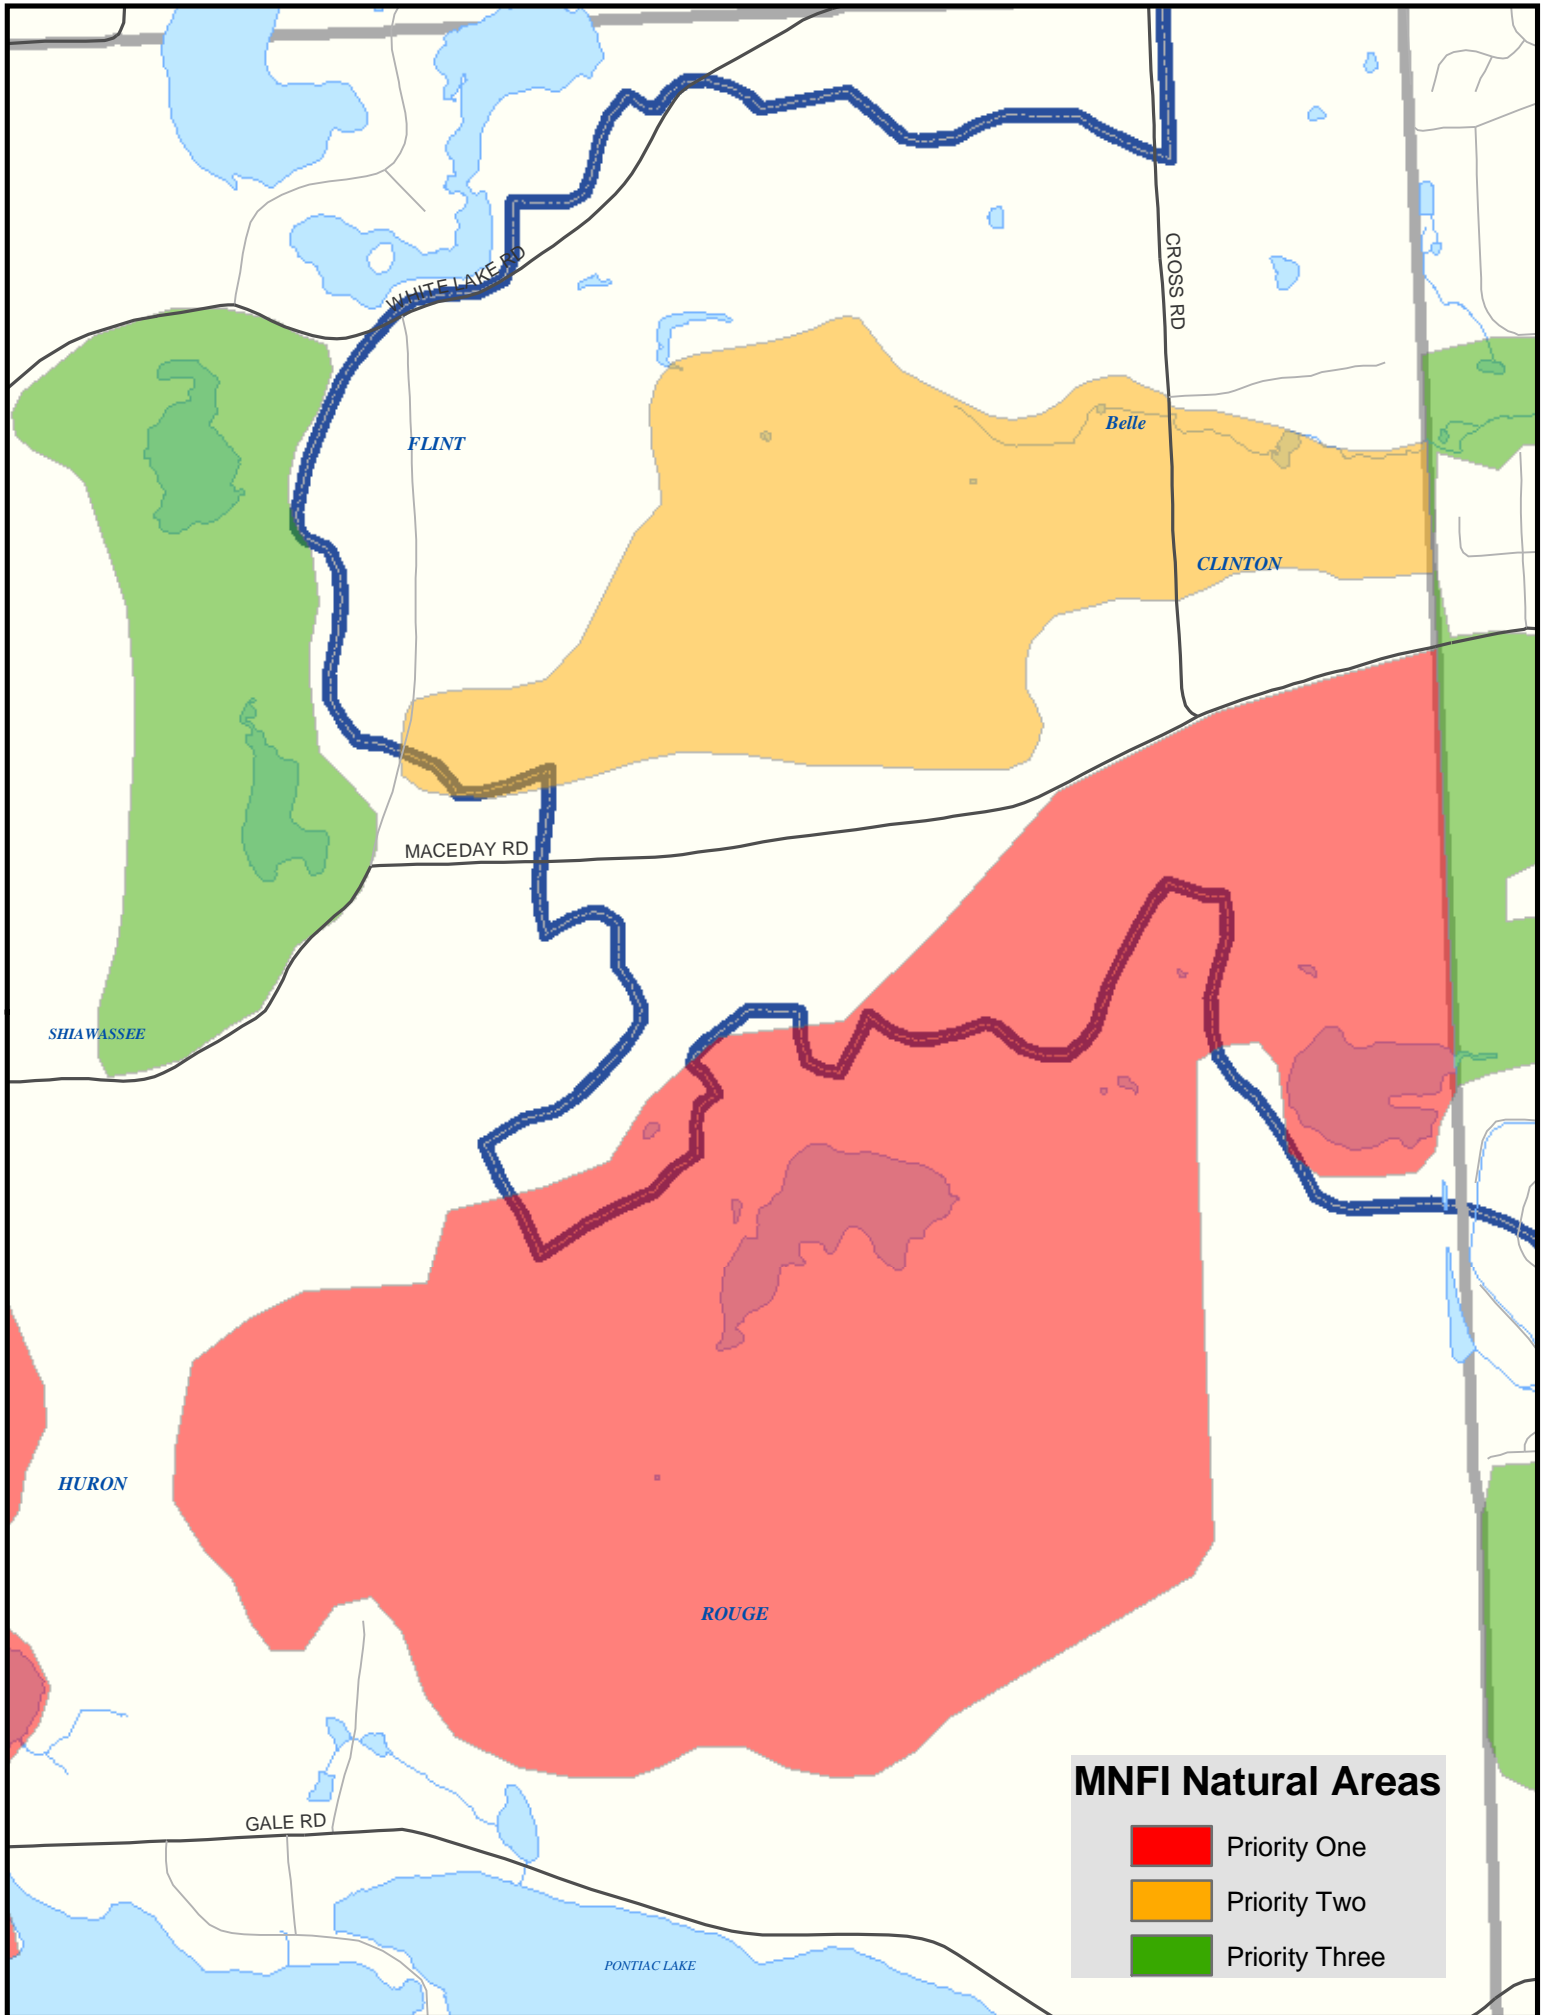 WHITE LAKE RD
CROSS RD
FLINT
Belle
CLINTON
MACEDAY RD
SHIAWASSEE
HURON
ROUGE
GALE RD
PONTIAC LAKE
MNFI Natural Areas
Priority One
Priority Two
Priority Three